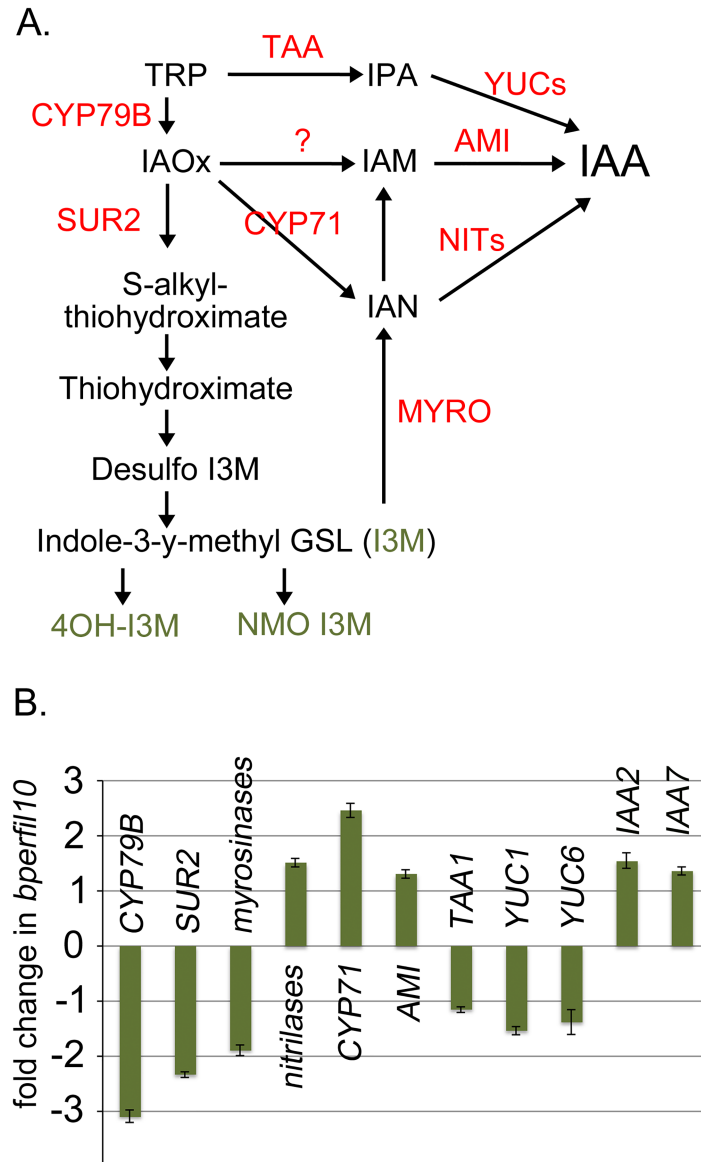 A.
TAA
TRP IPA
YUCs
CYP79B
? AMI
IAOx IAM IAA
SUR2 CYP71
NITs
S-alkyl-
thiohydroximate
IAN
Thiohydroximate
MYRO
Desulfo I3M
Indole-3-y-methyl GSL (I3M)
4OH-I3M NMO I3M
B.
fold change in bperfil10
3
2
1
0
-1
-2
-3
CYP79B
SUR2
myrosinases
nitrilases
CYP71
AMI
TAA1
YUC1
YUC6
IAA2
IAA7